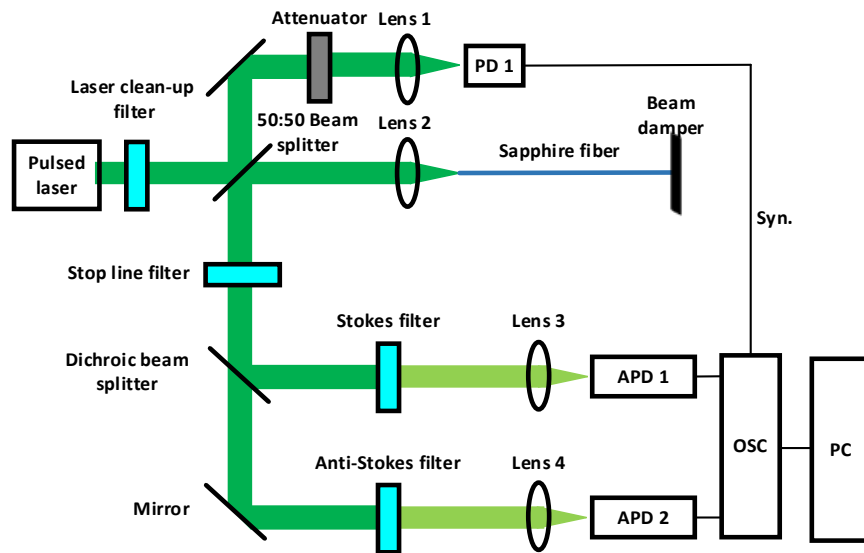 Attenuator
Lens 1
PD 1
Laser clean-up
filter
50:50 Beam
splitter
Lens 2
Beam
damper
Pulsed
laser
Sapphire fiber
Syn.
Stop line filter
Stokes filter
Lens 3
Dichroic beam
splitter
APD 1
OSC
PC
Anti-Stokes filter
Lens 4
Mirror
APD 2